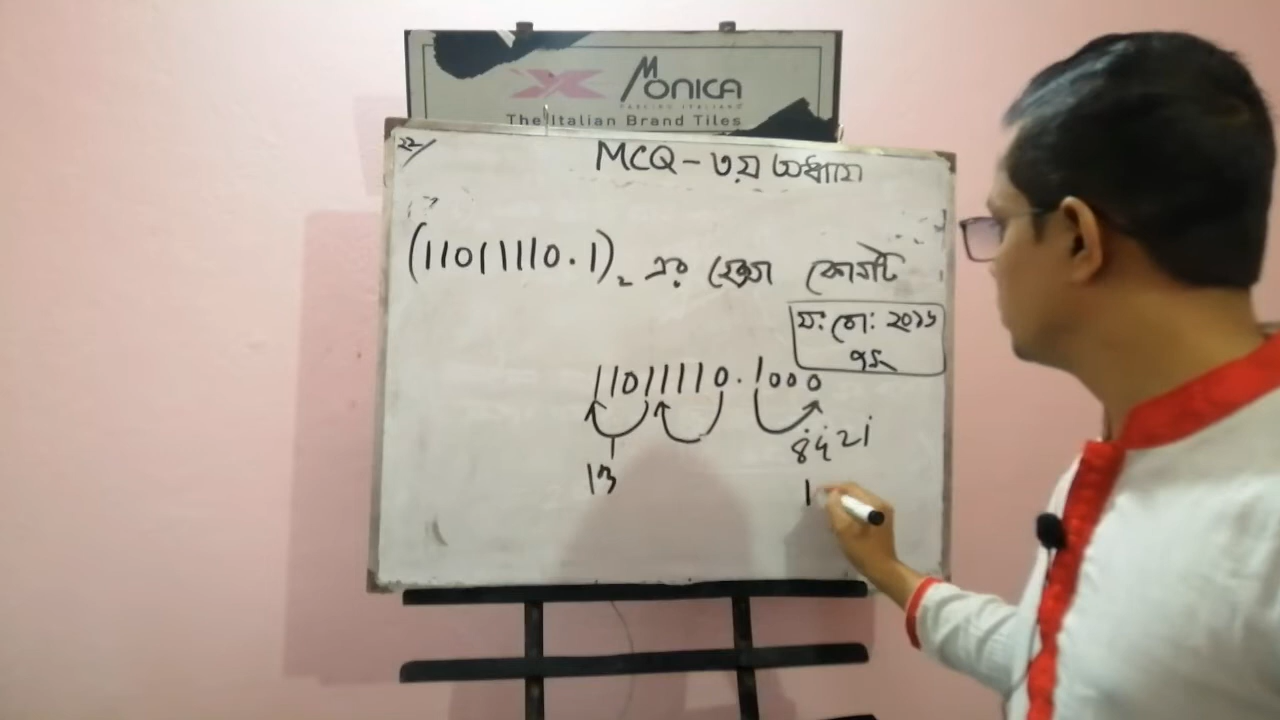 MONICA
The Italian Brand Tiles
২২/
MCQ - ৩য় অধ্যায়
(11011110.1)₂ এর হেক্স কোনটি
য: বো: ২০১৬
11011110.1000
8421
13
1